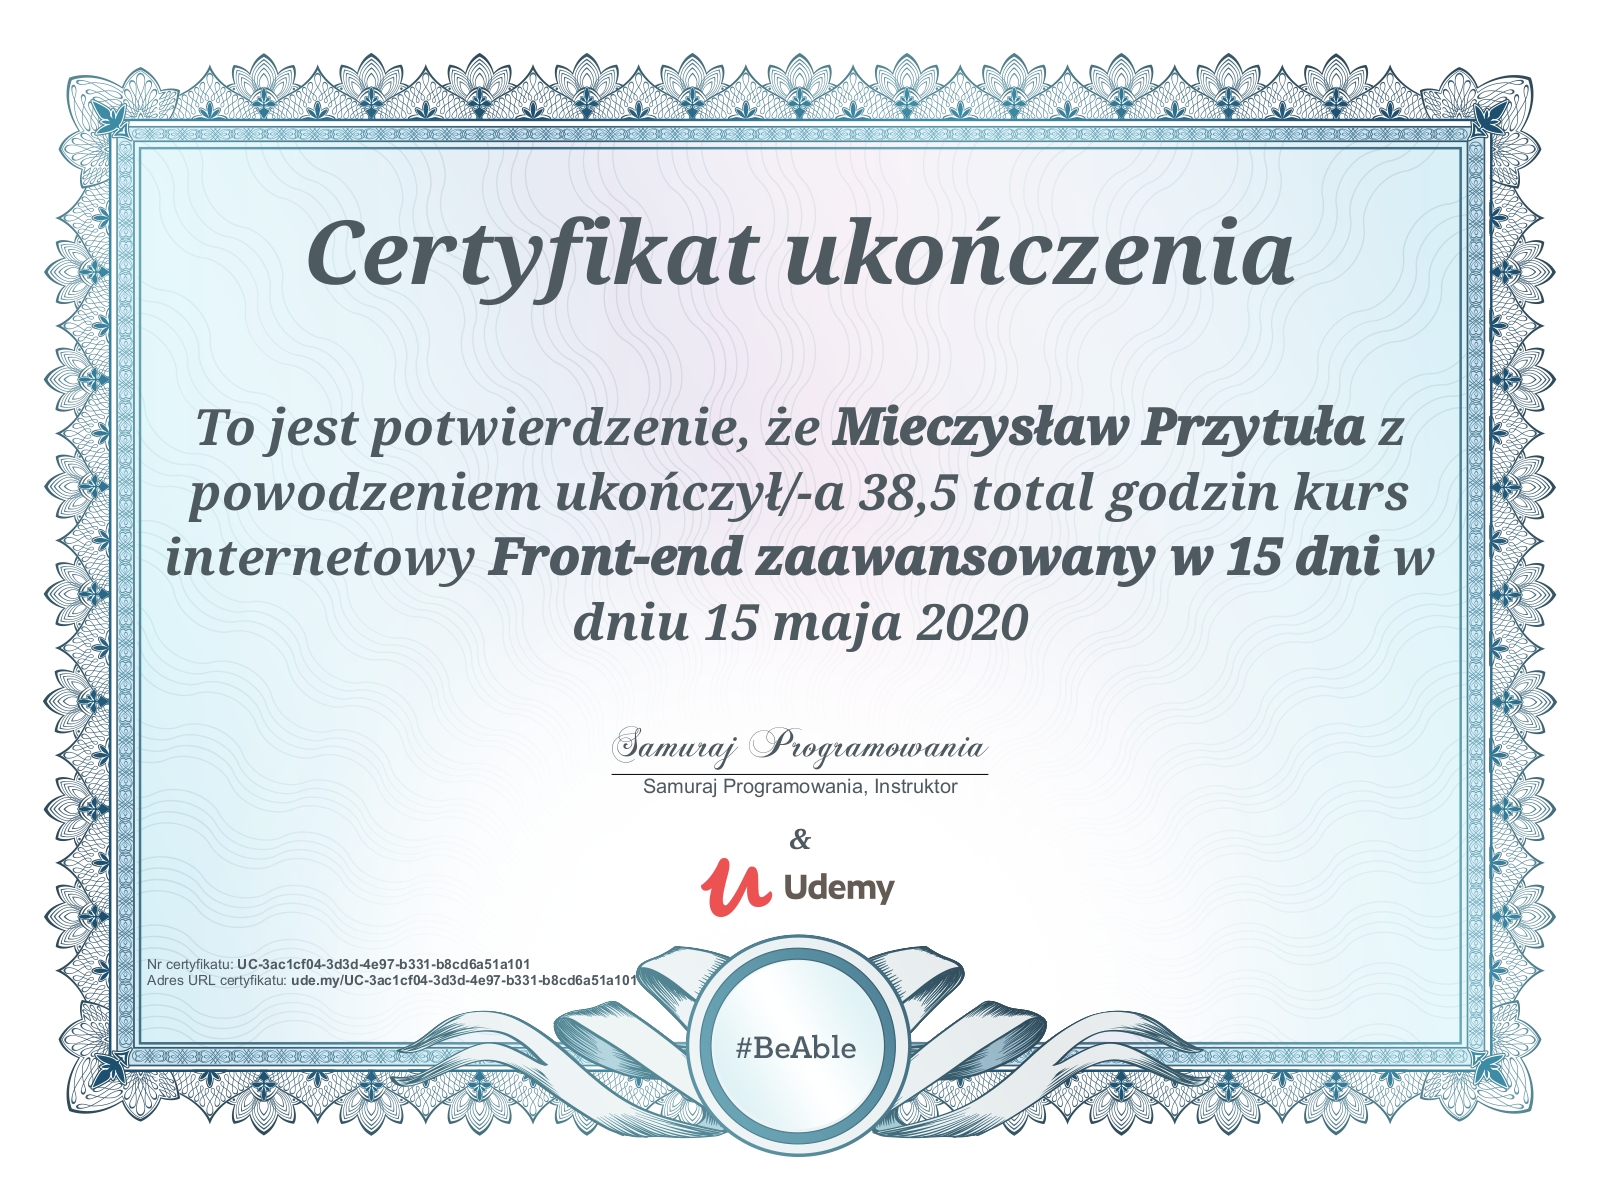 Certyfikat ukończenia
To jest potwierdzenie, że Mieczysław Przytuła z
powodzeniem ukończył/-a 38,5 total godzin kurs
internetowy Front-end zaawansowany w 15 dni w
dniu 15 maja 2020
Samuraj Programowania
Samuraj Programowania, Instruktor
&
Udemy
Nr certyfikatu: UC-3ac1cf04-3d3d-4e97-b331-b8cd6a51a101
Adres URL certyfikatu: ude.my/UC-3ac1cf04-3d3d-4e97-b331-b8cd6a51a101
#BeAble